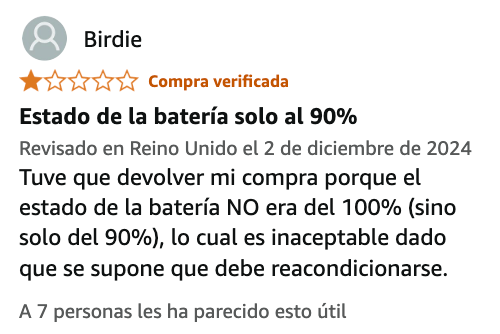 Birdie
Compra verificada
Estado de la batería solo al 90%
Revisado en Reino Unido el 2 de diciembre de 2024
Tuve que devolver mi compra porque el
estado de la batería NO era del 100% (sino
solo del 90%), lo cual es inaceptable dado
que se supone que debe reacondicionarse.
A 7 personas les ha parecido esto útil